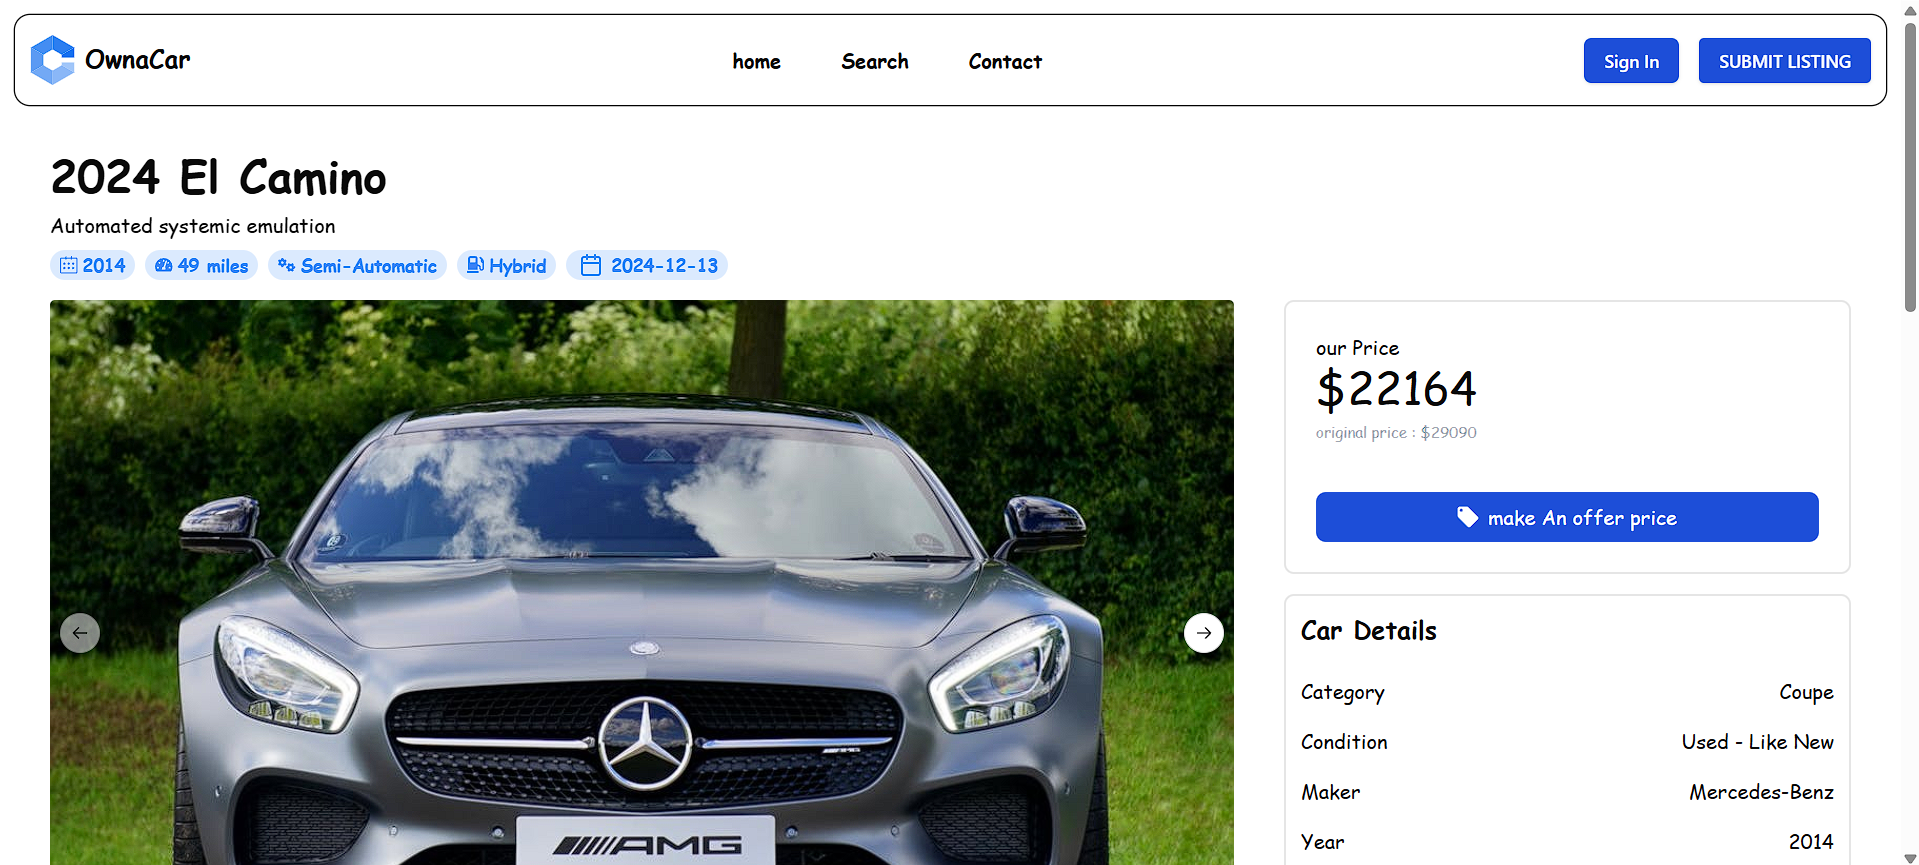 OwnaCar
home Search Contact
Sign In SUBMIT LISTING
2024 El Camino
Automated systemic emulation
2014 49 miles Semi-Automatic Hybrid 2024-12-13
our Price
$22164
original price : $29090
make An offer price
Car Details
Category Coupe
Condition Used - Like New
Maker Mercedes-Benz
Year 2014
AMG